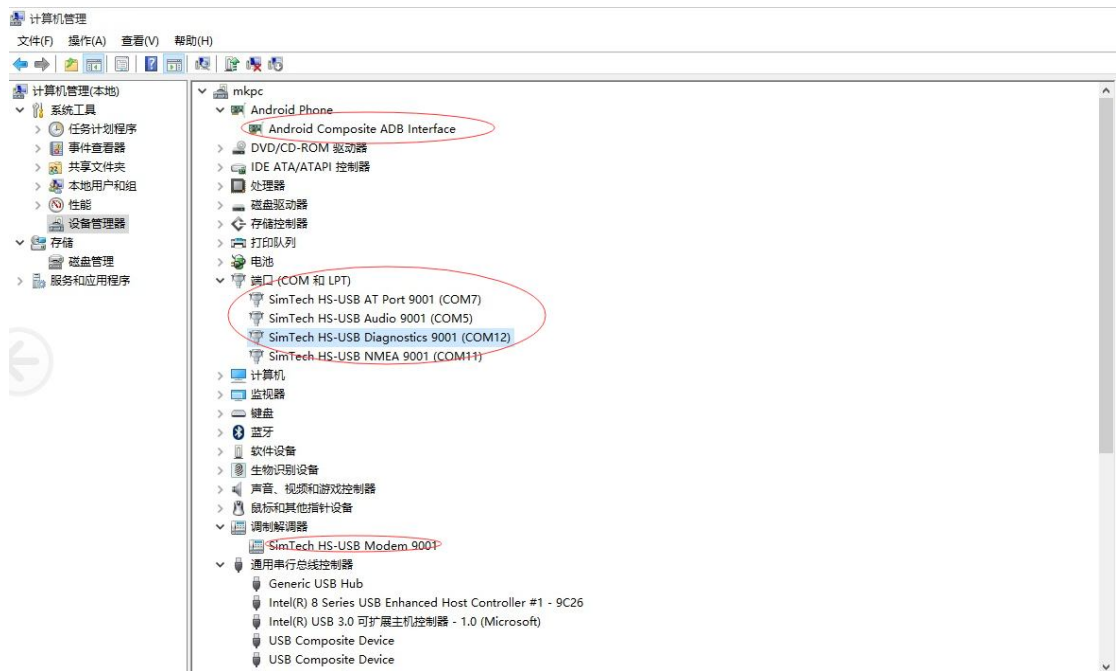 计算机管理
文件(F) 操作(A) 查看(V) 帮助(H)
计算机管理(本地)
系统工具
任务计划程序
事件查看器
共享文件夹
本地用户和组
性能
设备管理器
存储
磁盘管理
服务和应用程序
mkpc
Android Phone
Android Composite ADB Interface
DVD/CD-ROM 驱动器
IDE ATA/ATAPI 控制器
处理器
磁盘驱动器
存储控制器
打印队列
电池
端口 (COM 和 LPT)
SimTech HS-USB AT Port 9001 (COM7)
SimTech HS-USB Audio 9001 (COM5)
SimTech HS-USB Diagnostics 9001 (COM12)
SimTech HS-USB NMEA 9001 (COM11)
计算机
监视器
键盘
蓝牙
软件设备
生物识别设备
声音、视频和游戏控制器
鼠标和其他指针设备
调制解调器
SimTech HS-USB Modem 9001
通用串行总线控制器
Generic USB Hub
Intel(R) 8 Series USB Enhanced Host Controller #1 - 9C26
Intel(R) USB 3.0 可扩展主机控制器 - 1.0 (Microsoft)
USB Composite Device
USB Composite Device